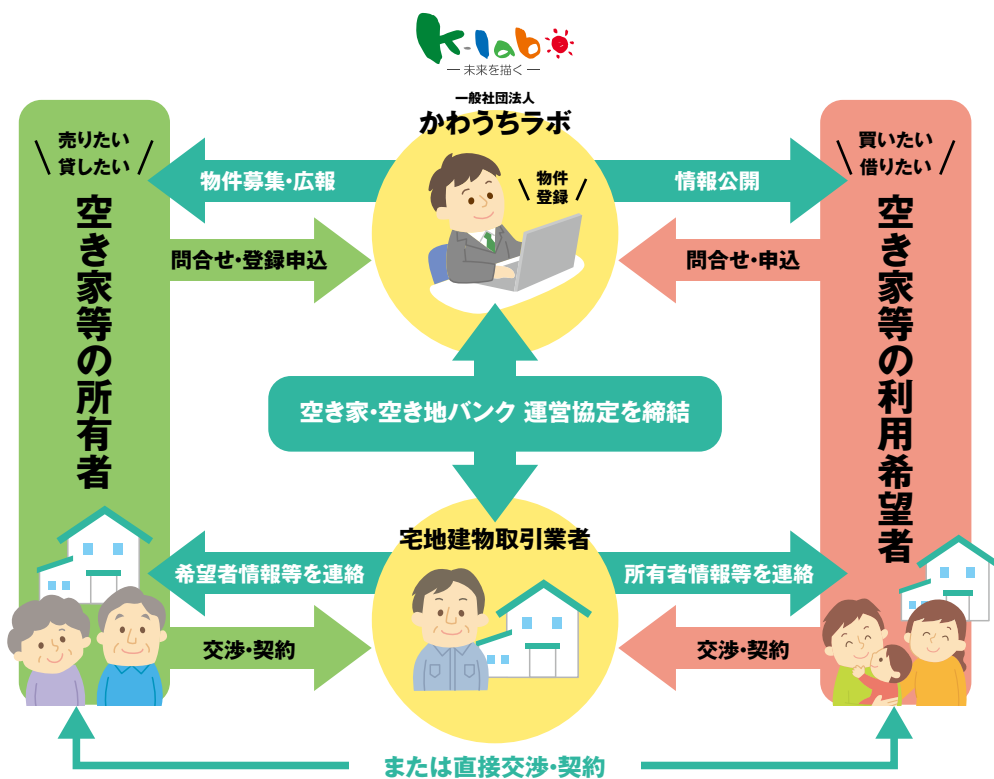 k-labo
未来を描く
一般社団法人
かわうちラボ
売りたい
貸したい
空き家等の所有者
物件募集・広報
物件
登録
情報公開
買いたい
借りたい
空き家等の利用希望者
問合せ・登録申込
問合せ・申込
空き家・空き地バンク 運営協定を締結
宅地建物取引業者
希望者情報等を連絡
所有者情報等を連絡
交渉・契約
交渉・契約
または直接交渉・契約